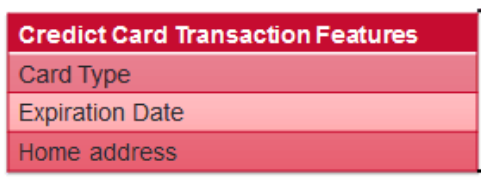 Credict Card Transaction Features
Card Type
Expiration Date
Home address